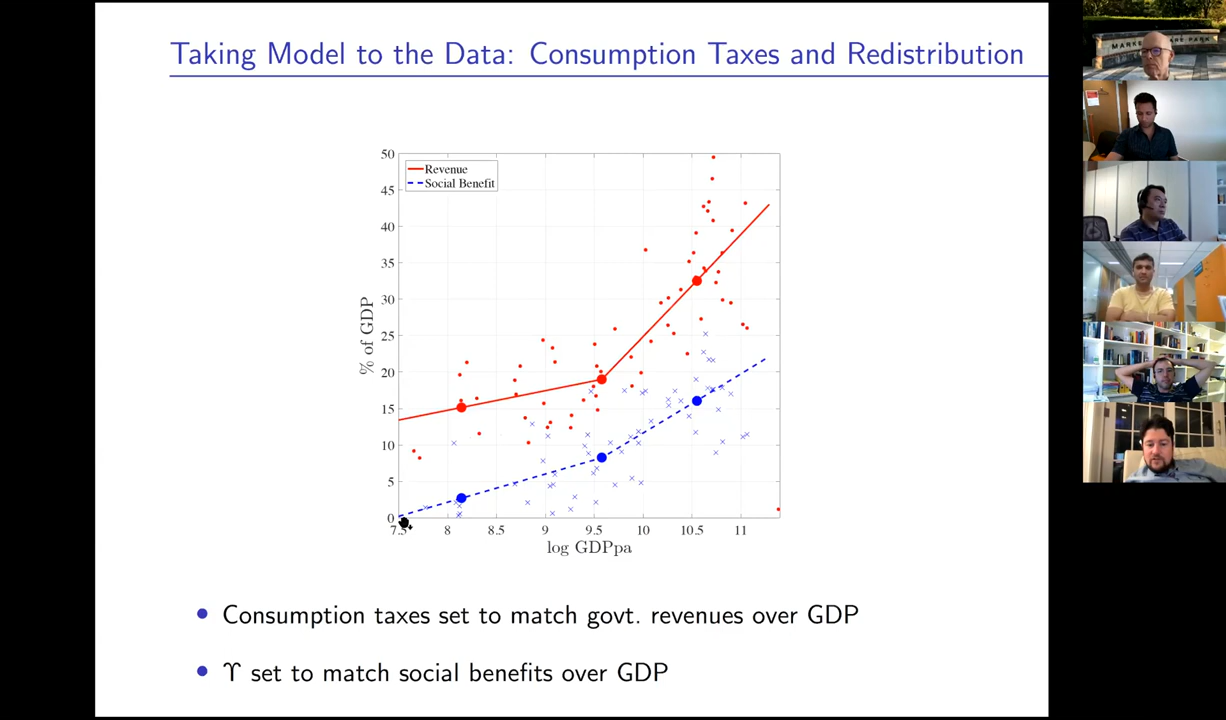 Taking Model to the Data: Consumption Taxes and Redistribution
Revenue
Social Benefit
% of GDP
50
45
40
35
30
25
20
15
10
5
0
8
8.5
9
9.5
10
10.5
11
log GDPpa
• Consumption taxes set to match govt. revenues over GDP
• ϒ set to match social benefits over GDP